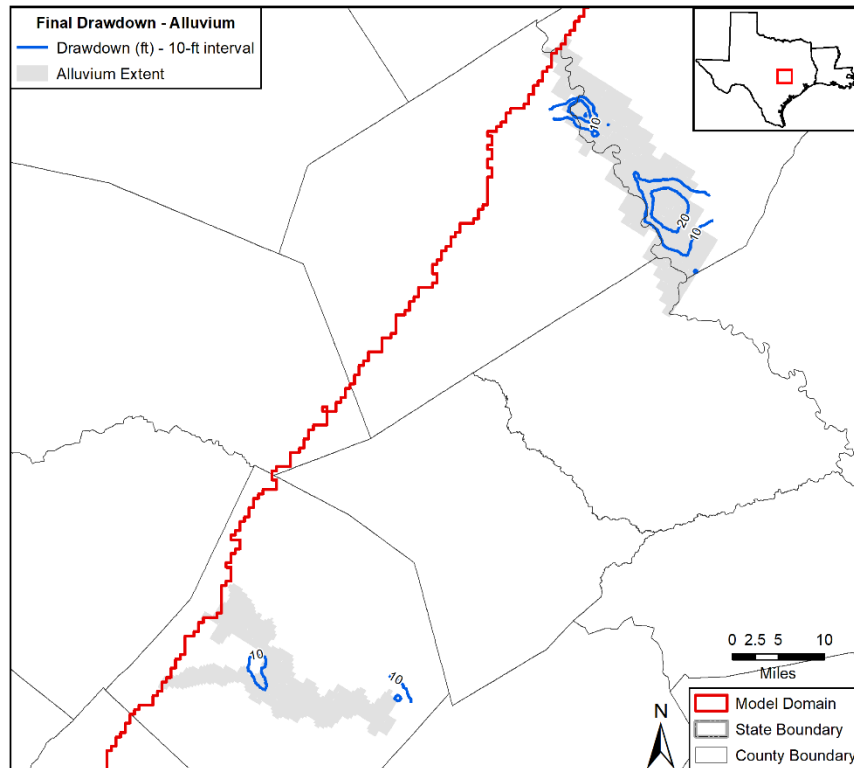 Final Drawdown - Alluvium
Drawdown (ft) - 10-ft interval
Alluvium Extent
10
20
10
10
10
0 2.5 5 10
Miles
N
Model Domain
State Boundary
County Boundary